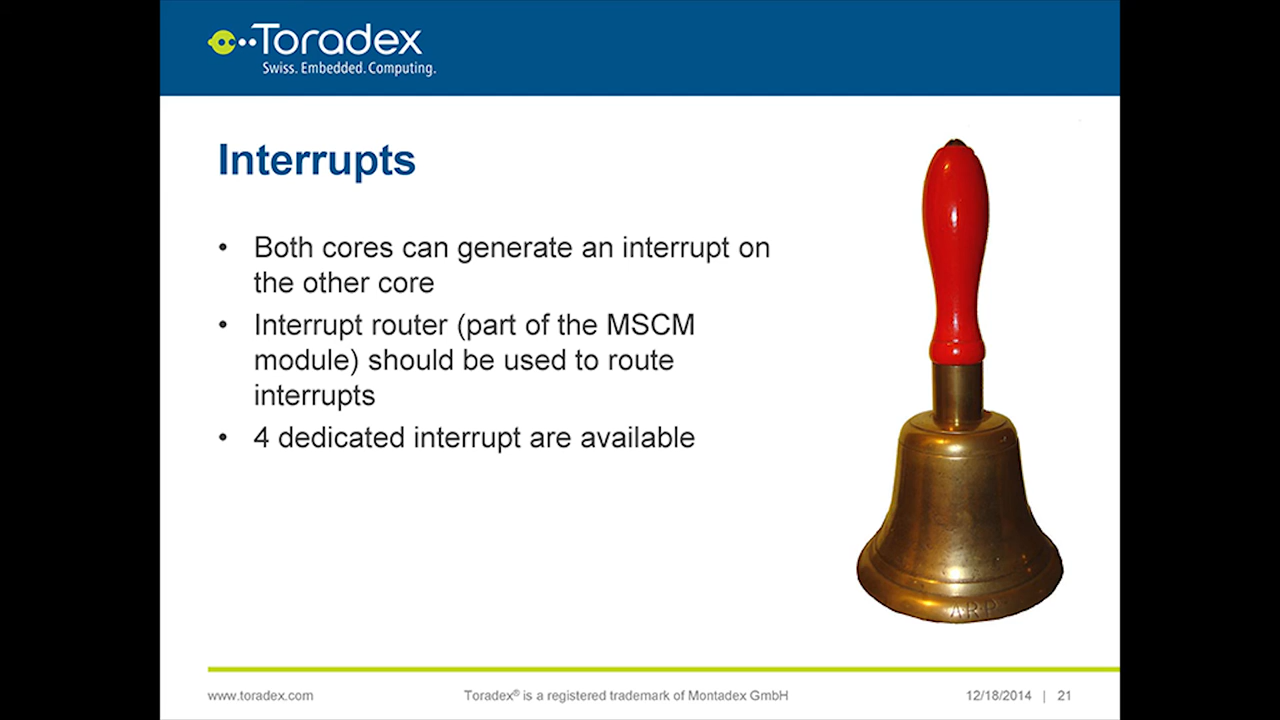 Toradex
Swiss. Embedded. Computing.
Interrupts
• Both cores can generate an interrupt on
the other core
• Interrupt router (part of the MSCM
module) should be used to route
interrupts
• 4 dedicated interrupt are available
ARP
www.toradex.com
Toradex® is a registered trademark of Montadex GmbH
12/18/2014 | 21